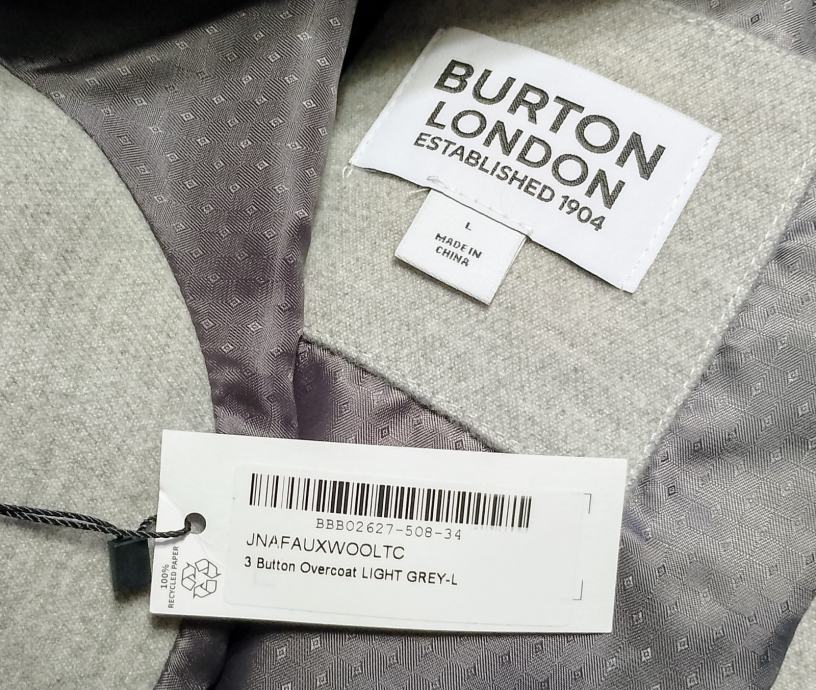 BURTON
LONDON
ESTABLISHED 1904
L
MADE IN
CHINA
BBB02627-508-34
JNAFAUXWOOLTC
3 Button Overcoat LIGHT GREY-L
100%
RECYCLED PAPER